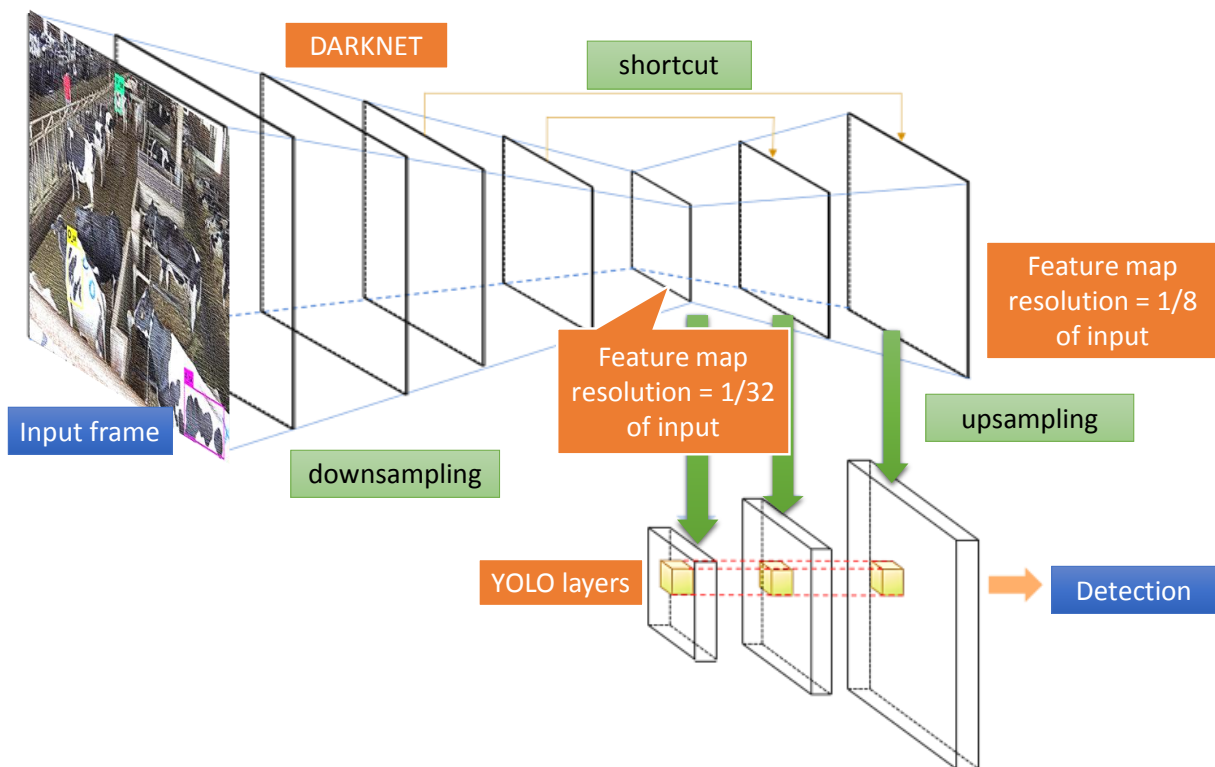 DARKNET
shortcut
Feature map
resolution = 1/8
of input
Feature map
resolution = 1/32
of input
Input frame
upsampling
downsampling
YOLO layers
Detection